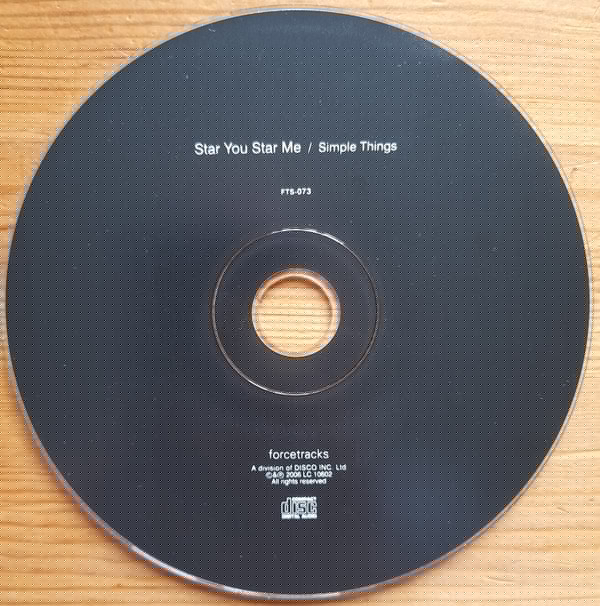 Star You Star Me / Simple Things
FTS-073
forcetracks
A division of DISCO INC. Ltd
©&℗ 2006 LC 10602
All rights reserved
COMPACT
disc
DIGITAL AUDIO